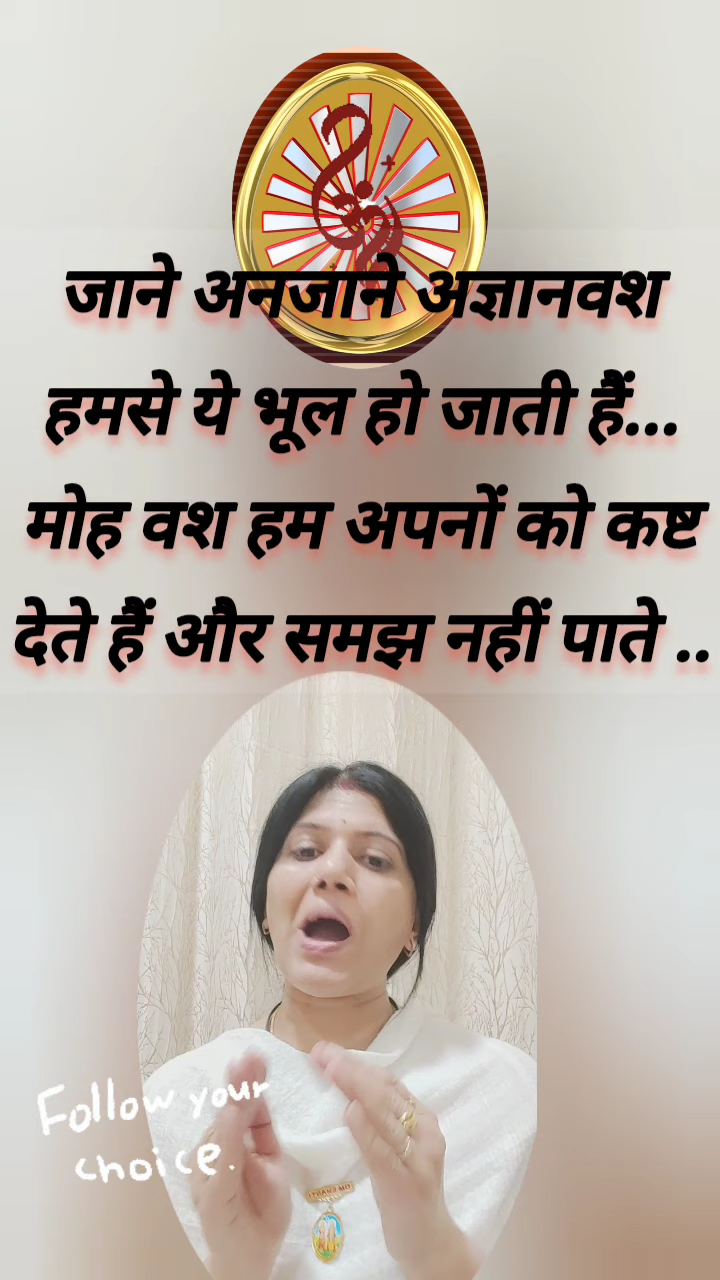 जाने अनजाने अज्ञानवश
हमसे ये भूल हो जाती हैं...
मोह वश हम अपनों को कष्ट
देते हैं और समझ नहीं पाते ..
Follow your
choice.